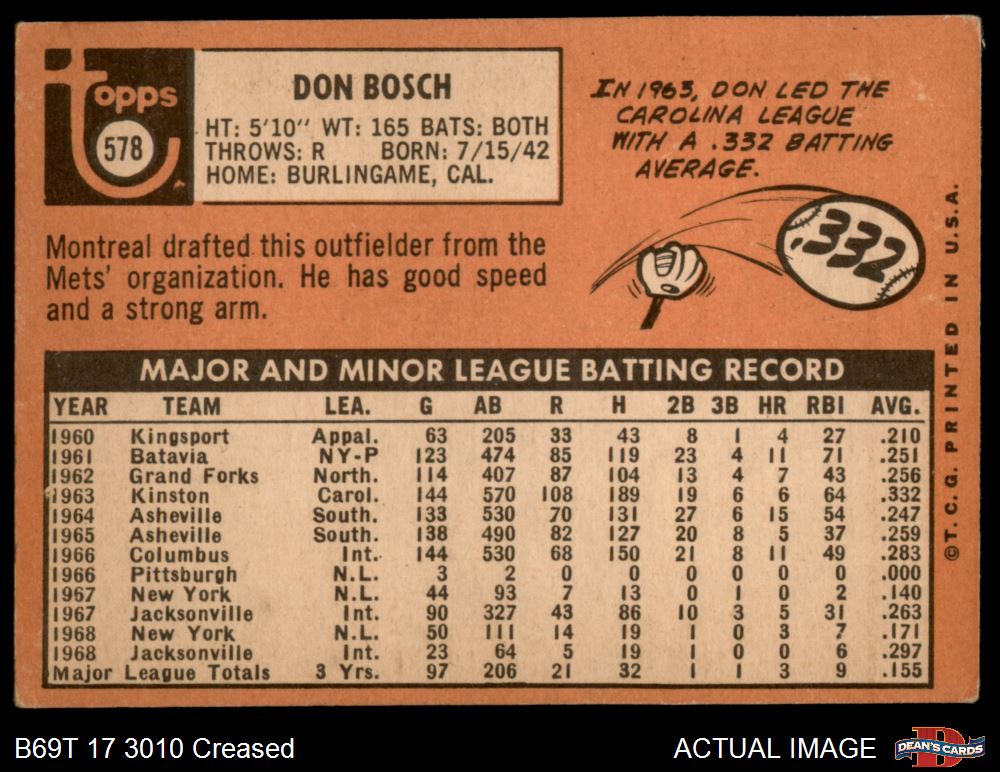 topps
578
DON BOSCH
HT: 5'10" WT: 165 BATS: BOTH
THROWS: R BORN: 7/15/42
HOME: BURLINGAME, CAL.
IN 1963, DON LED THE
CAROLINA LEAGUE
WITH A .332 BATTING
AVERAGE.
.332
Montreal drafted this outfielder from the
Mets' organization. He has good speed
and a strong arm.
MAJOR AND MINOR LEAGUE BATTING RECORD
YEAR TEAM LEA. G AB R H 2B 3B HR RBI AVG.
1960 Kingsport Appal. 63 205 33 43 8 1 4 27 .210
1961 Batavia NY-P 123 474 85 119 23 4 11 71 .251
1962 Grand Forks North. 114 407 87 104 13 4 7 43 .256
1963 Kinston Carol. 144 570 108 189 19 6 6 64 .332
1964 Asheville South. 133 530 70 131 27 6 15 54 .247
1965 Asheville South. 138 490 82 127 20 8 5 37 .259
1966 Columbus Int. 144 530 68 150 21 8 11 49 .283
1966 Pittsburgh N.L. 3 2 0 0 0 0 0 0 .000
1967 New York N.L. 44 93 7 13 0 1 0 2 .140
1967 Jacksonville Int. 90 327 43 86 10 3 5 31 .263
1968 New York N.L. 50 111 14 19 1 0 3 7 .171
1968 Jacksonville Int. 23 64 5 19 1 0 0 6 .297
Major League Totals 3 Yrs. 97 206 21 32 1 1 3 9 .155
©T. C. G. PRINTED IN U.S.A.
B69T 17 3010 Creased
ACTUAL IMAGE
DEAN'S CARDS